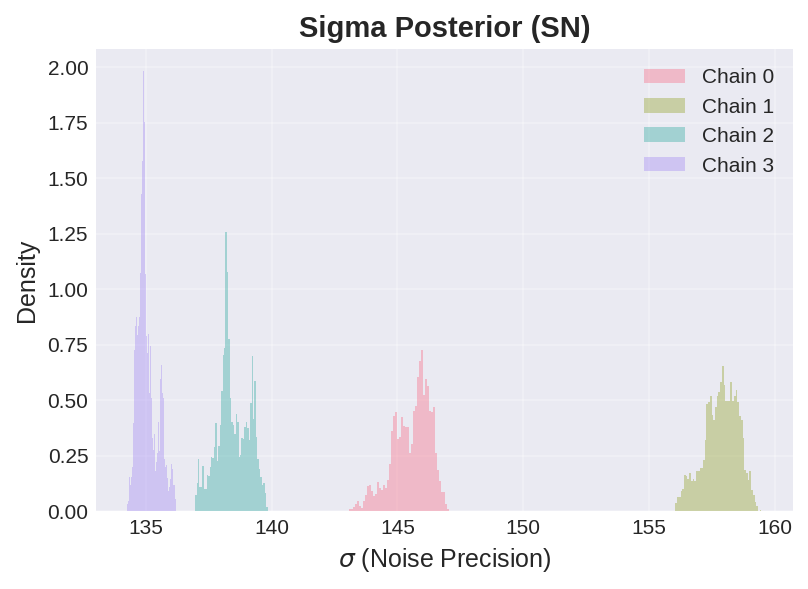 Sigma Posterior (SN)
Chain 0
Chain 1
Chain 2
Chain 3
Density
2.00
1.75
1.50
1.25
1.00
0.75
0.50
0.25
0.00
135 140 145 150 155 160
σ (Noise Precision)